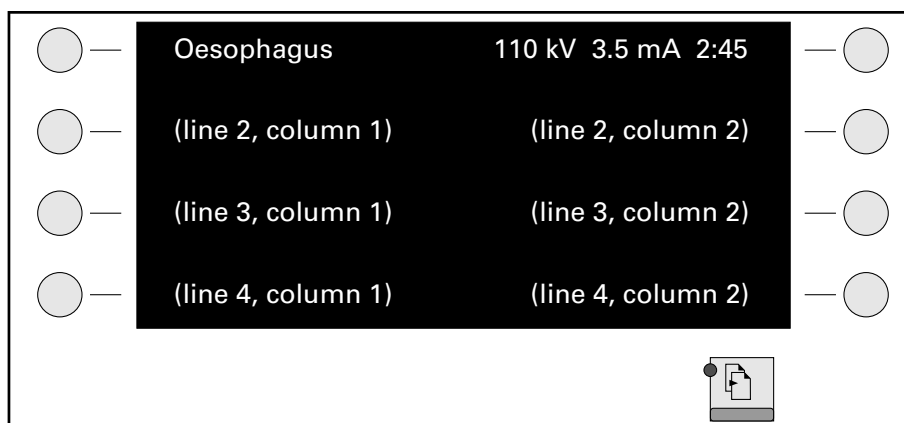 Oesophagus 110 kV 3.5 mA 2:45
(line 2, column 1) (line 2, column 2)
(line 3, column 1) (line 3, column 2)
(line 4, column 1) (line 4, column 2)